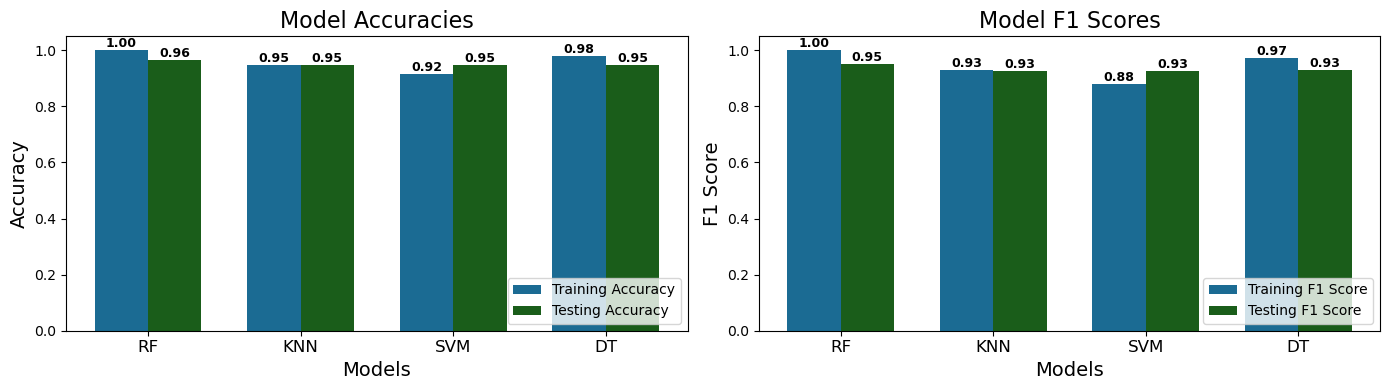 Model Accuracies
1.00
0.96
0.95
0.95
0.92
0.95
0.98
0.95
1.0
0.8
0.6
0.4
0.2
0.0
Accuracy
Training Accuracy
Testing Accuracy
RF KNN SVM DT
Models
Model F1 Scores
1.00
0.95
0.93
0.93
0.88
0.93
0.97
0.93
1.0
0.8
0.6
0.4
0.2
0.0
F1 Score
Training F1 Score
Testing F1 Score
RF KNN SVM DT
Models